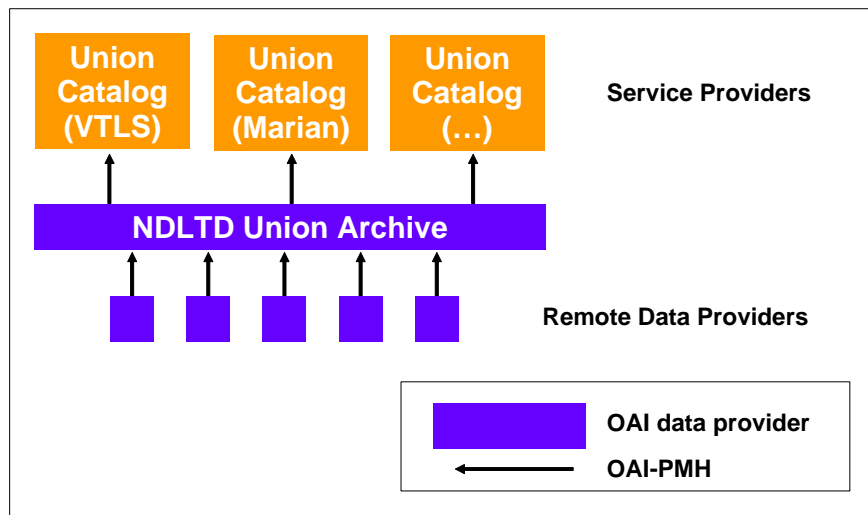 Union
Catalog
(VTLS)
Union
Catalog
(Marian)
Union
Catalog
(...)
Service Providers
NDLTD Union Archive
Remote Data Providers
OAI data provider
OAI-PMH